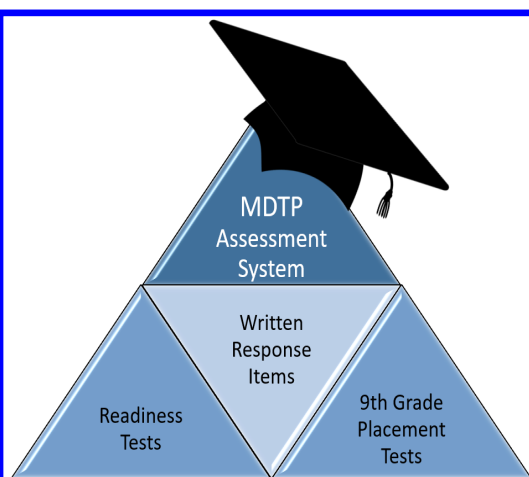 MDTP
Assessment
System
Written
Response
Items
Readiness
Tests
9th Grade
Placement
Tests